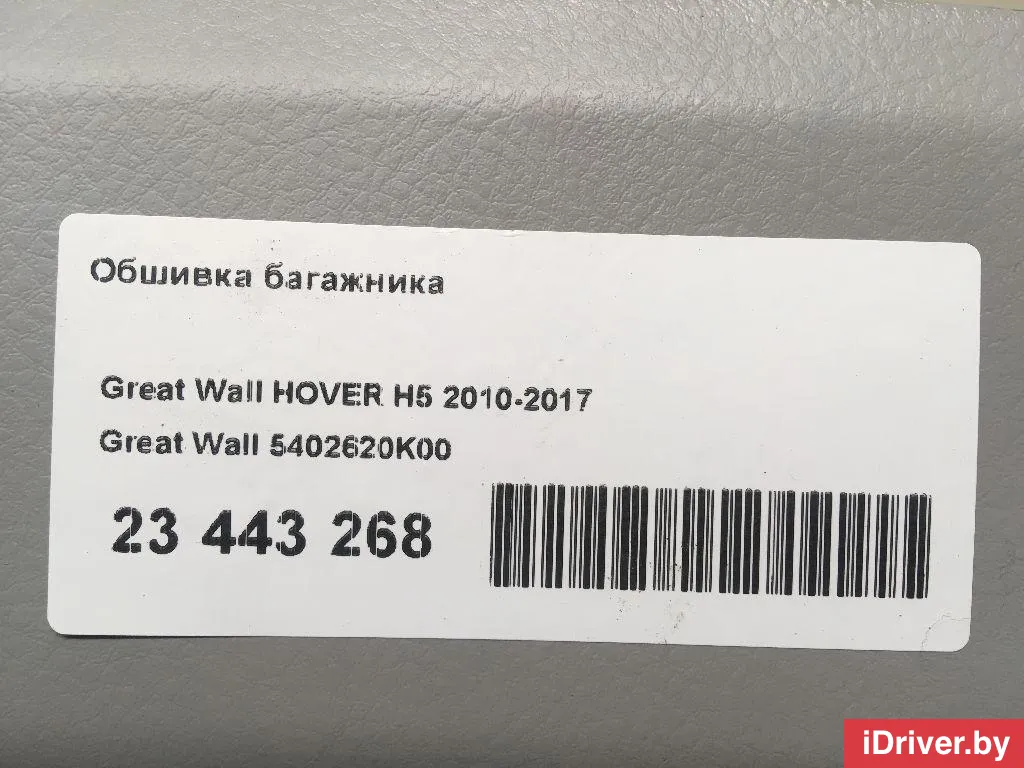 Обшивка багажника
Great Wall HOVER H5 2010-2017
Great Wall 5402620K00
23 443 268
iDriver.by